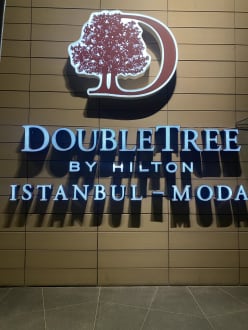 D
DOUBLETREE
BY HILTON
ISTANBUL - MODA